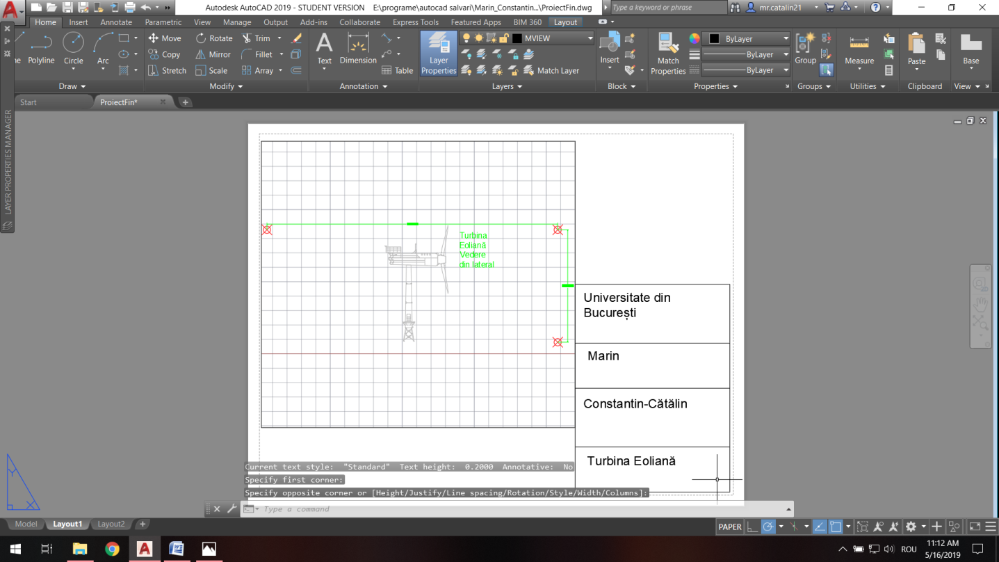 Autodesk AutoCAD 2019 - STUDENT VERSION E:\programe\autocad salvari\Marin_Constantin...\ProiectFin.dwg
Type a keyword or phrase
mr.catalin21
Home Insert Annotate Parametric View Manage Output Add-ins Collaborate Express Tools Featured Apps BIM 360 Layout
Polyline
Circle
Arc
Draw
Move Rotate Trim
Copy Mirror Fillet
Stretch Scale Array
Modify
Text
Dimension
Table
Annotation
Layer
Properties
MVIEW
Match Layer
Layers
Insert
Block
Match
Properties
ByLayer
ByLayer
ByLayer
Properties
Group
Groups
Measure
Utilities
Paste
Clipboard
Base
View
Start
ProiectFin*
LAYER PROPERTIES MANAGER
Turbina
Eoliană
Vedere
din lateral
Universitate din
București
Marin
Constantin-Cătălin
Turbina Eoliană
Y
X
Current text style: "Standard" Text height: 0.2000 Annotative: No
Specify first corner:
Specify opposite corner or [Height/Justify/Line spacing/Rotation/Style/Width/Columns]:
Type a command
Model Layout1 Layout2
PAPER
ROU
11:12 AM
5/16/2019